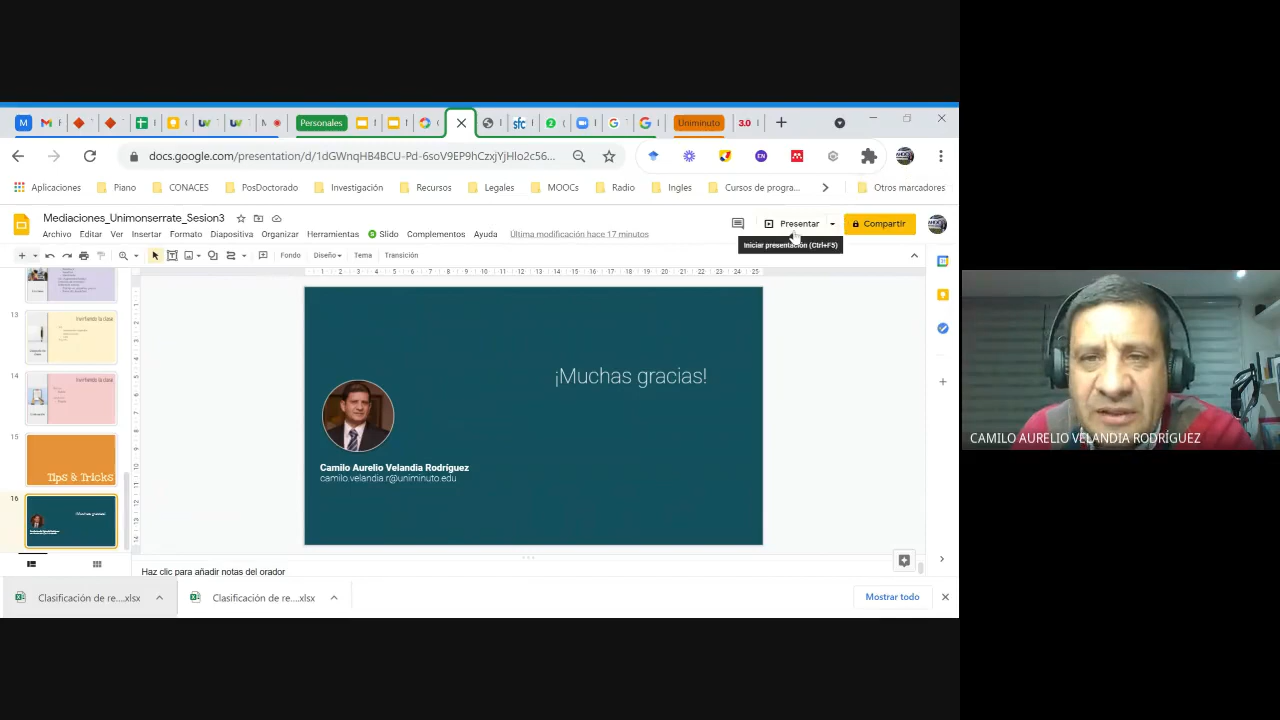 Personales
Uniminuto
3.0
docs.google.com/presentation/d/1dGWnqHB4BCU-Pd-6soV9EP9hCzxjYjHIo2c56...
Aplicaciones
Piano
CONACES
PosDoctorado
Investigación
Recursos
Legales
MOOCs
Radio
Ingles
Cursos de progra...
Otros marcadores
Mediaciones_Unimonserrate_Sesion3
Presentar
Compartir
Archivo Editar Ver Insertar Formato Diapositiva Organizar Herramientas Slido Complementos Ayuda Última modificación hace 17 minutos
Iniciar presentación (Ctrl+F5)
Fondo Diseño Tema Transición
13
14
15
Tips & Tricks
16
¡Muchas gracias!
Camilo Aurelio Velandia Rodríguez
camilo.velandia.r@uniminuto.edu
Haz clic para añadir notas del orador
Clasificación de re....xlsx
Clasificación de re....xlsx
Mostrar todo
CAMILO AURELIO VELANDIA RODRÍGUEZ